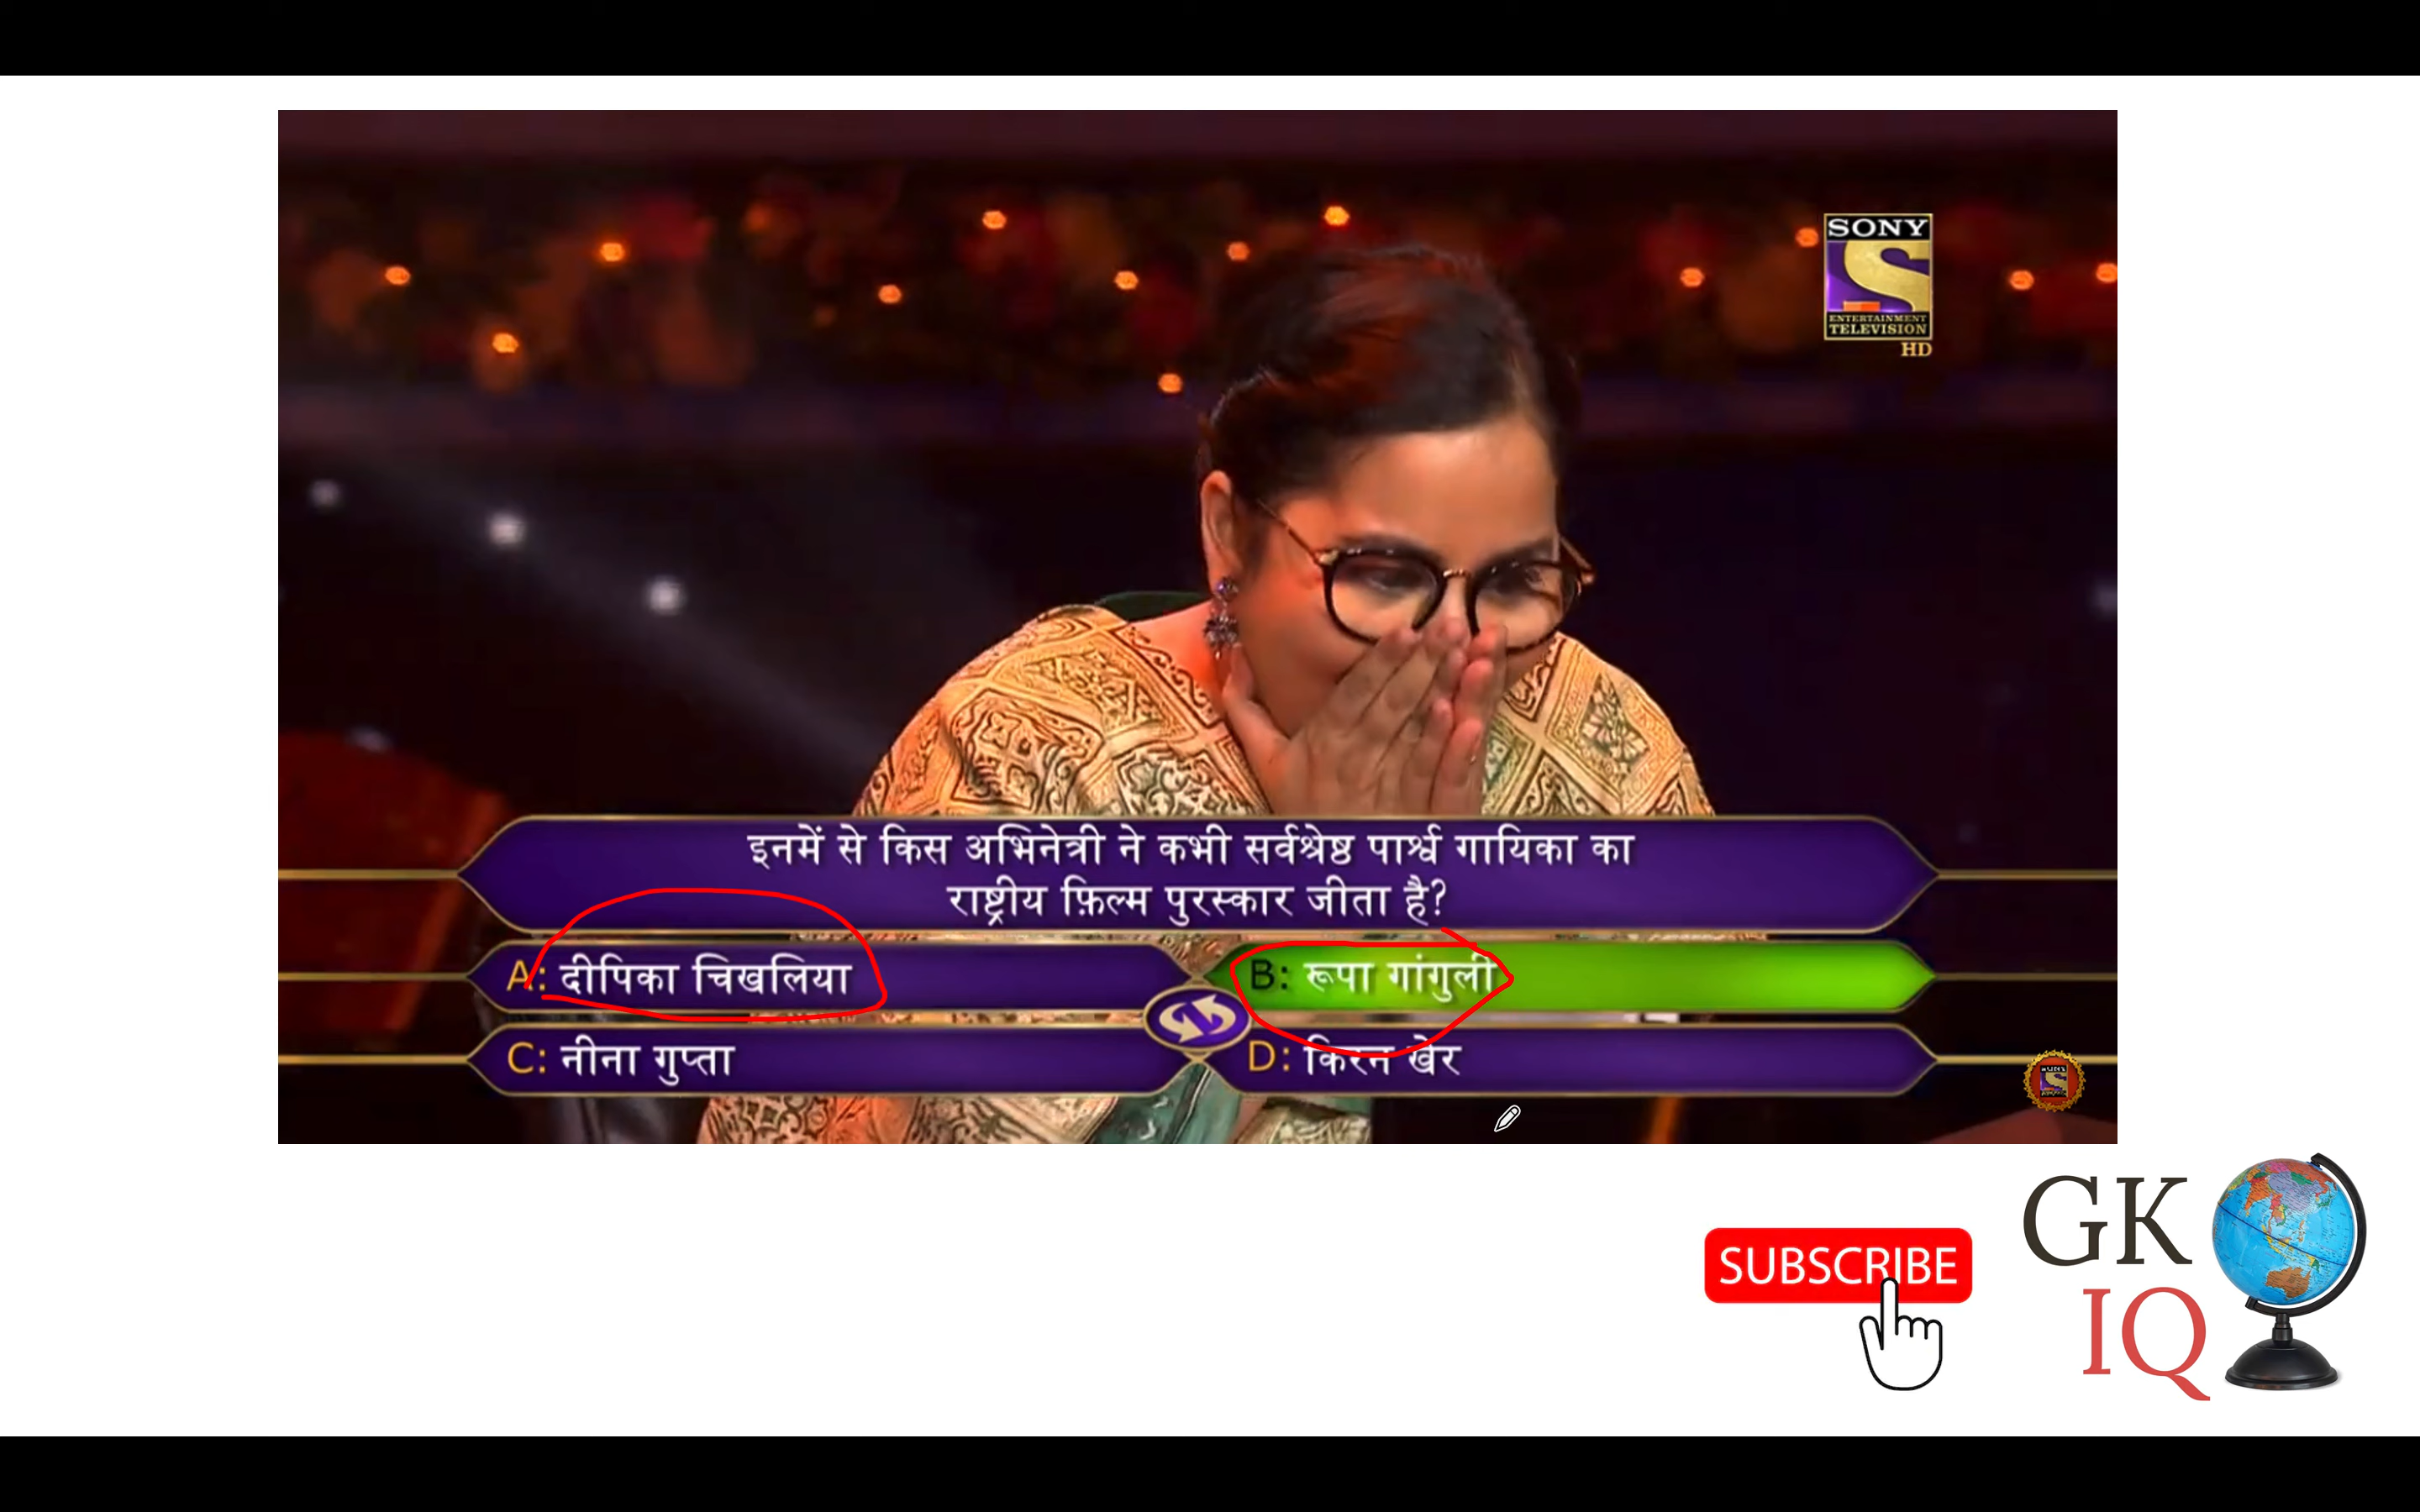 SONY
ENTERTAINMENT
TELEVISION
HD
इनमें से किस अभिनेत्री ने कभी सर्वश्रेष्ठ पार्श्व गायिका का
राष्ट्रीय फ़िल्म पुरस्कार जीता है?
A: दीपिका चिखलिया
B: रूपा गांगुली
C: नीना गुप्ता
D: किरन खेर
SUBSCRIBE
GK
IQ